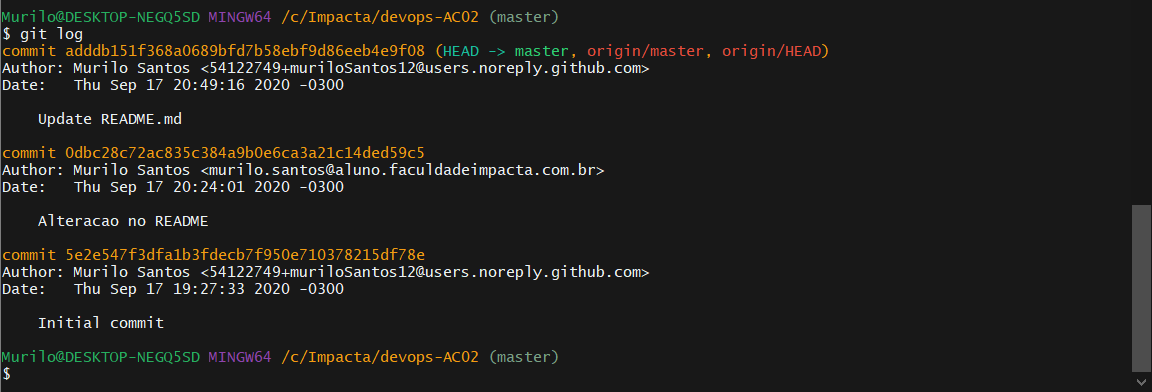 Murilo@DESKTOP-NEGQ5SD MINGW64 /c/Impacta/devops-AC02 (master)
$ git log
commit adddb151f368a0689bfd7b58ebf9d86eeb4e9f08 (HEAD -> master, origin/master, origin/HEAD)
Author: Murilo Santos <54122749+muriloSantos12@users.noreply.github.com>
Date:   Thu Sep 17 20:49:16 2020 -0300
    Update README.md
commit 0dbc28c72ac835c384a9b0e6ca3a21c14ded59c5
Author: Murilo Santos <murilo.santos@aluno.faculdadeimpacta.com.br>
Date:   Thu Sep 17 20:24:01 2020 -0300
    Alteracao no README
commit 5e2e547f3dfa1b3fdecb7f950e710378215df78e
Author: Murilo Santos <54122749+muriloSantos12@users.noreply.github.com>
Date:   Thu Sep 17 19:27:33 2020 -0300
    Initial commit
Murilo@DESKTOP-NEGQ5SD MINGW64 /c/Impacta/devops-AC02 (master)
$